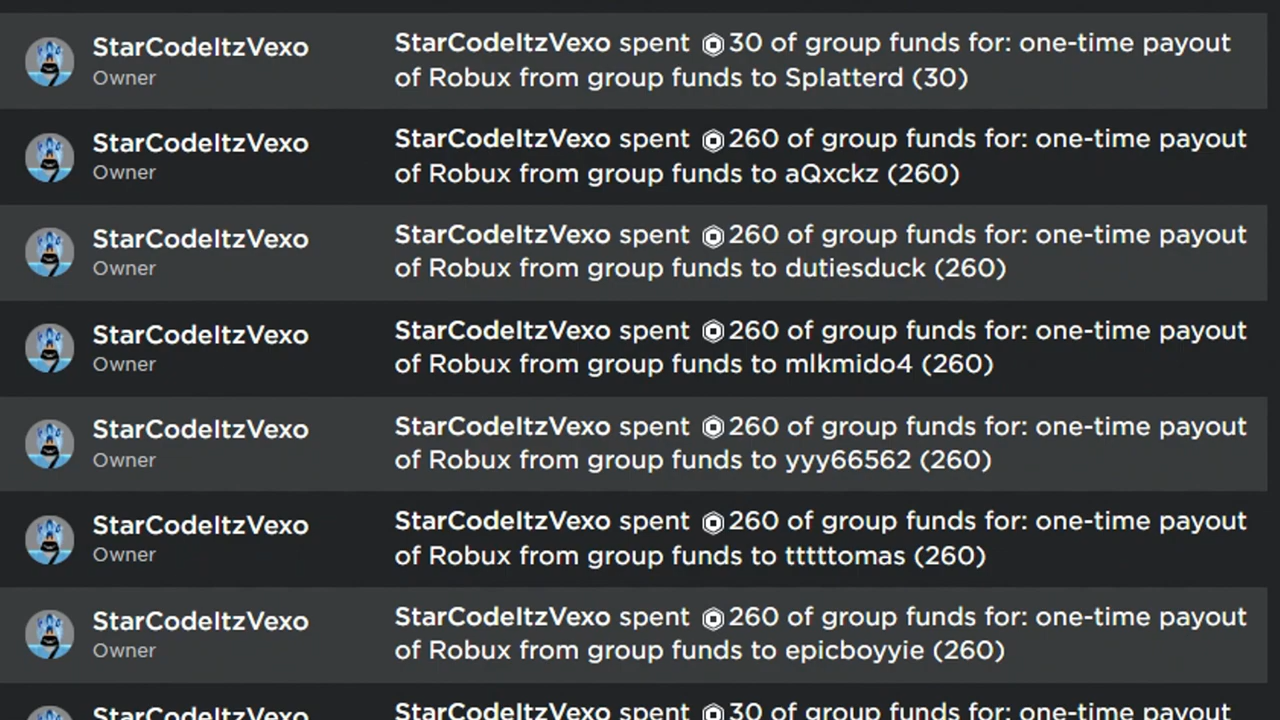 StarCodeItzVexo
Owner
StarCodeItzVexo spent 30 of group funds for: one-time payout
of Robux from group funds to Splatterd (30)
StarCodeItzVexo
Owner
StarCodeItzVexo spent 260 of group funds for: one-time payout
of Robux from group funds to aQxckz (260)
StarCodeItzVexo
Owner
StarCodeItzVexo spent 260 of group funds for: one-time payout
of Robux from group funds to dutiesduck (260)
StarCodeItzVexo
Owner
StarCodeItzVexo spent 260 of group funds for: one-time payout
of Robux from group funds to mlkmido4 (260)
StarCodeItzVexo
Owner
StarCodeItzVexo spent 260 of group funds for: one-time payout
of Robux from group funds to yyy66562 (260)
StarCodeItzVexo
Owner
StarCodeItzVexo spent 260 of group funds for: one-time payout
of Robux from group funds to tttttomas (260)
StarCodeItzVexo
Owner
StarCodeItzVexo spent 260 of group funds for: one-time payout
of Robux from group funds to epicboyyie (260)
StarCodeItzVexo
StarCodeItzVexo spent 30 of group funds for: one-time payout